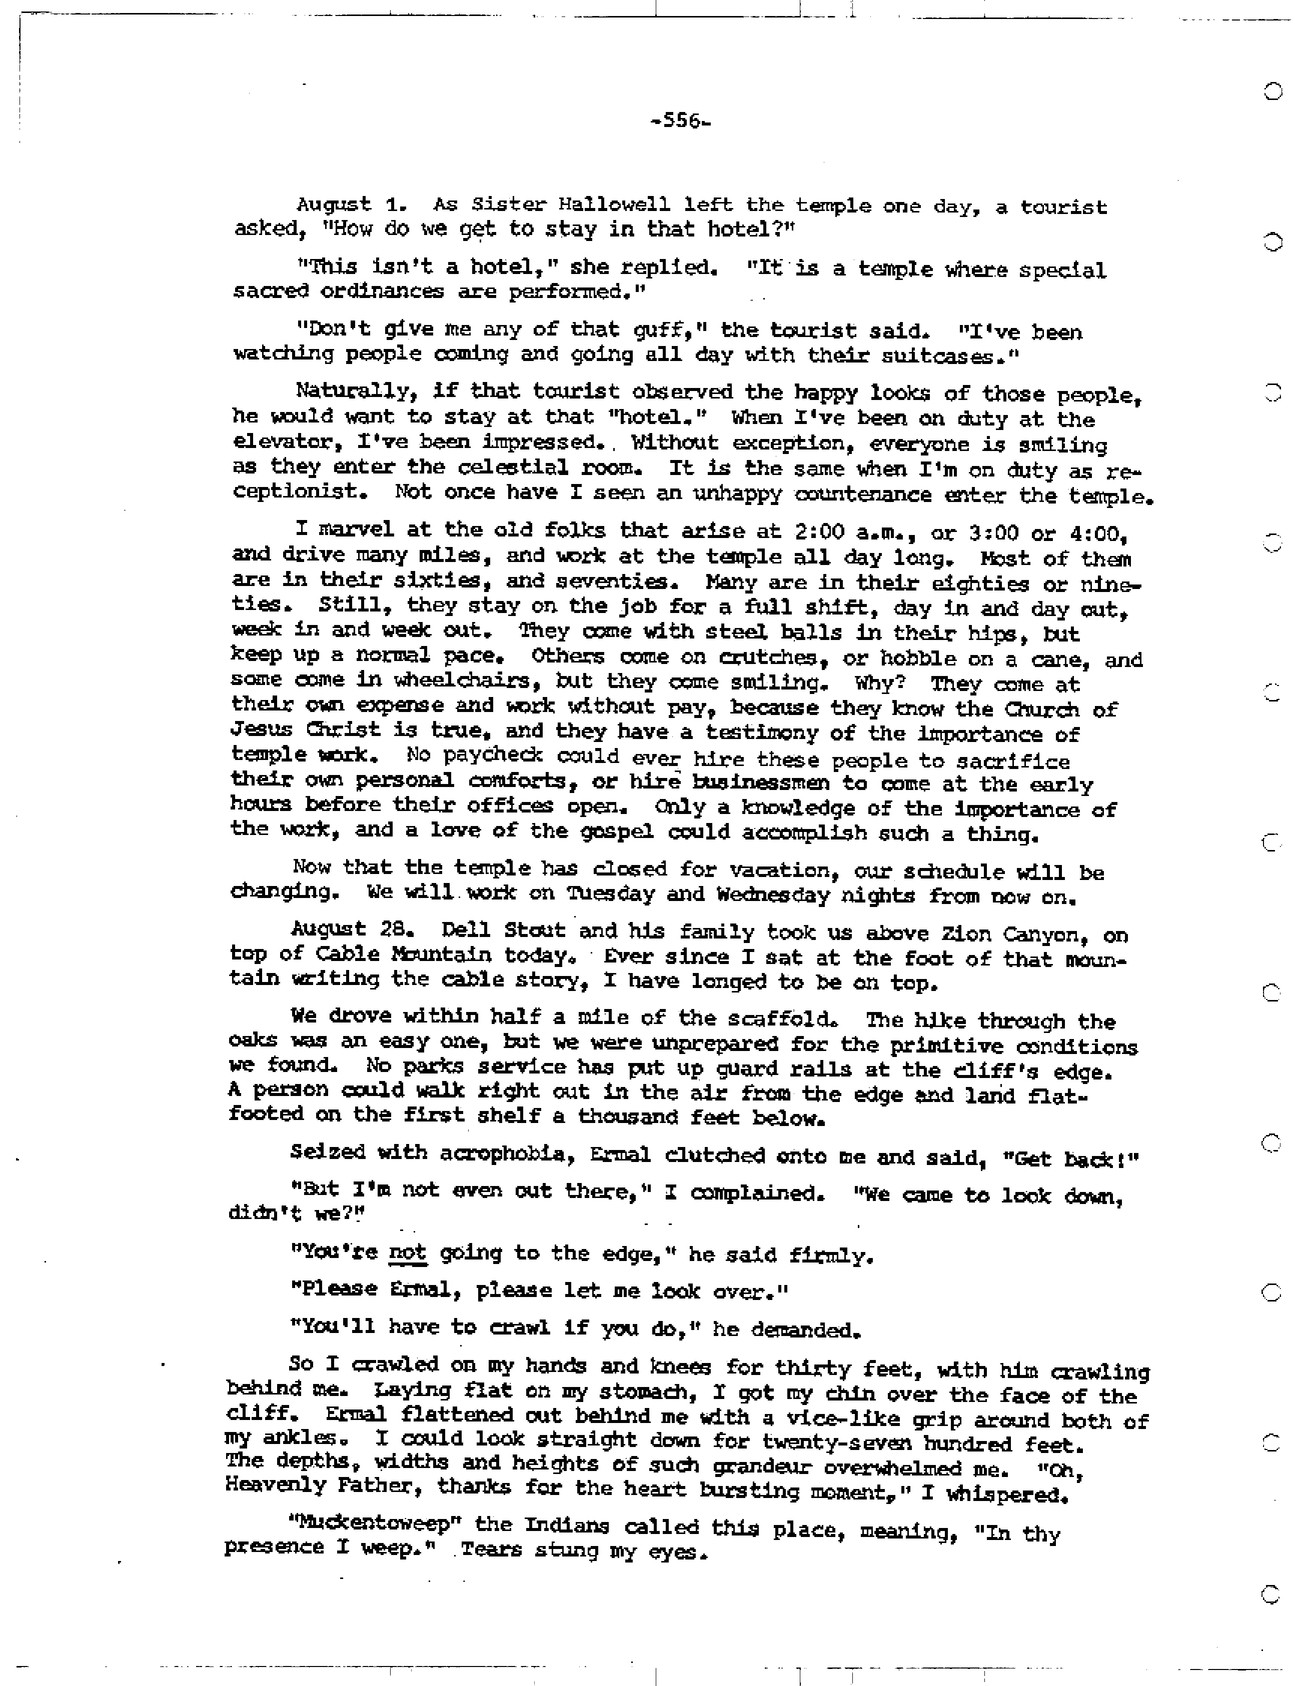 -556-
August 1. As Sister Hallowell left the temple one day, a tourist
asked, "How do we get to stay in that hotel?"
"This isn't a hotel," she replied. "It is a temple where special
sacred ordinances are performed."
"Don't give me any of that guff," the tourist said. "I've been
watching people coming and going all day with their suitcases."
Naturally, if that tourist observed the happy looks of those people,
he would want to stay at that "hotel." When I've been on duty at the
elevator, I've been impressed. Without exception, everyone is smiling
as they enter the celestial room. It is the same when I'm on duty as re-
ceptionist. Not once have I seen an unhappy countenance enter the temple.
I marvel at the old folks that arise at 2:00 a.m., or 3:00 or 4:00,
and drive many miles, and work at the temple all day long. Most of them
are in their sixties, and seventies. Many are in their eighties or nine-
ties. Still, they stay on the job for a full shift, day in and day out,
week in and week out. They come with steel balls in their hips, but
keep up a normal pace. Others come on crutches, or hobble on a cane, and
some come in wheelchairs, but they come smiling. Why? They come at
their own expense and work without pay, because they know the Church of
Jesus Christ is true, and they have a testimony of the importance of
temple work. No paycheck could ever hire these people to sacrifice
their own personal comforts, or hire businessmen to come at the early
hours before their offices open. Only a knowledge of the importance of
the work, and a love of the gospel could accomplish such a thing.
Now that the temple has closed for vacation, our schedule will be
changing. We will work on Tuesday and Wednesday nights from now on.
August 28. Dell Stout and his family took us above Zion Canyon, on
top of Cable Mountain today. Ever since I sat at the foot of that moun-
tain writing the cable story, I have longed to be on top.
We drove within half a mile of the scaffold. The hike through the
oaks was an easy one, but we were unprepared for the primitive conditions
we found. No parks service has put up guard rails at the cliff's edge.
A person could walk right out in the air from the edge and land flat-
footed on the first shelf a thousand feet below.
Seized with acrophobia, Ermal clutched onto me and said, "Get back!"
"But I'm not even out there," I complained. "We came to look down,
didn't we?"
"You're not going to the edge," he said firmly.
"Please Ermal, please let me look over."
"You'll have to crawl if you do," he demanded.
So I crawled on my hands and knees for thirty feet, with him crawling
behind me. Laying flat on my stomach, I got my chin over the face of the
cliff. Ermal flattened out behind me with a vice-like grip around both of
my ankles. I could look straight down for twenty-seven hundred feet.
The depths, widths and heights of such grandeur overwhelmed me. "Oh,
Heavenly Father, thanks for the heart bursting moment," I whispered.
"Muckentoweep" the Indians called this place, meaning, "In thy
presence I weep." Tears stung my eyes.